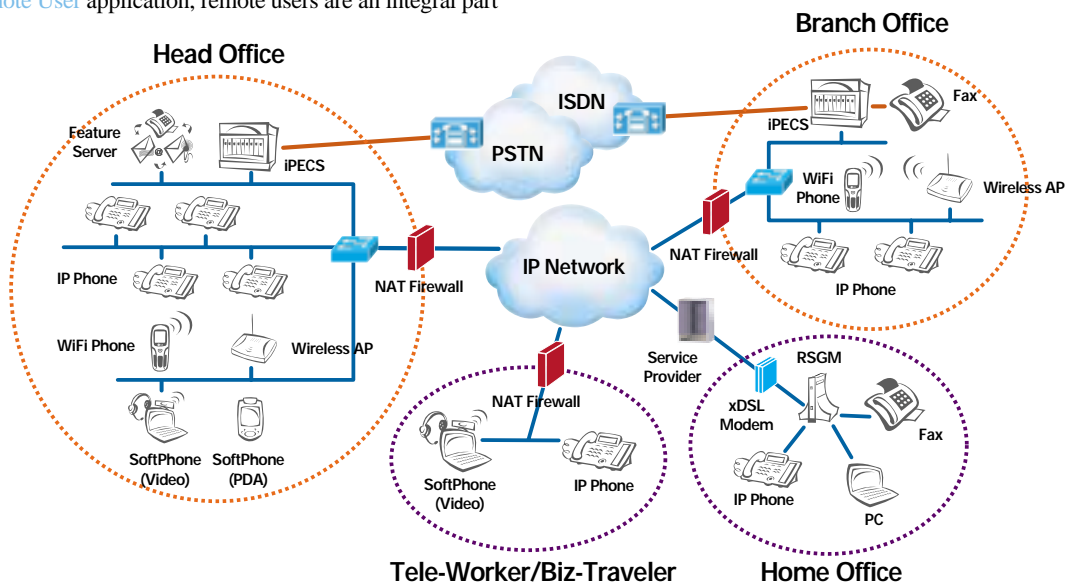 ote User application, remote users are an integral part
Branch Office
Head Office
ISDN
PSTN
Feature
Server
iPECS
iPECS
Fax
WiFi
Phone
Wireless AP
IP Phone
NAT Firewall
IP Network
NAT Firewall
IP Phone
WiFi Phone
Wireless AP
Service
Provider
RSGM
xDSL
Modem
Fax
NAT Firewall
SoftPhone
(Video)
SoftPhone
(PDA)
SoftPhone
(Video)
IP Phone
IP Phone
PC
Tele-Worker/Biz-Traveler
Home Office